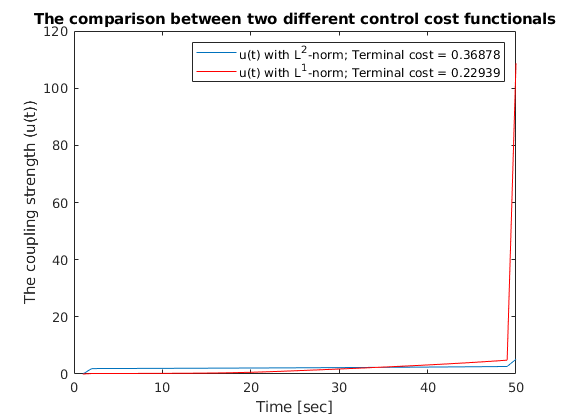 The comparison between two different control cost functionals
120
100
80
60
40
20
0
The coupling strength (u(t))
u(t) with L²-norm; Terminal cost = 0.36878
u(t) with L¹-norm; Terminal cost = 0.22939
0 10 20 30 40 50
Time [sec]